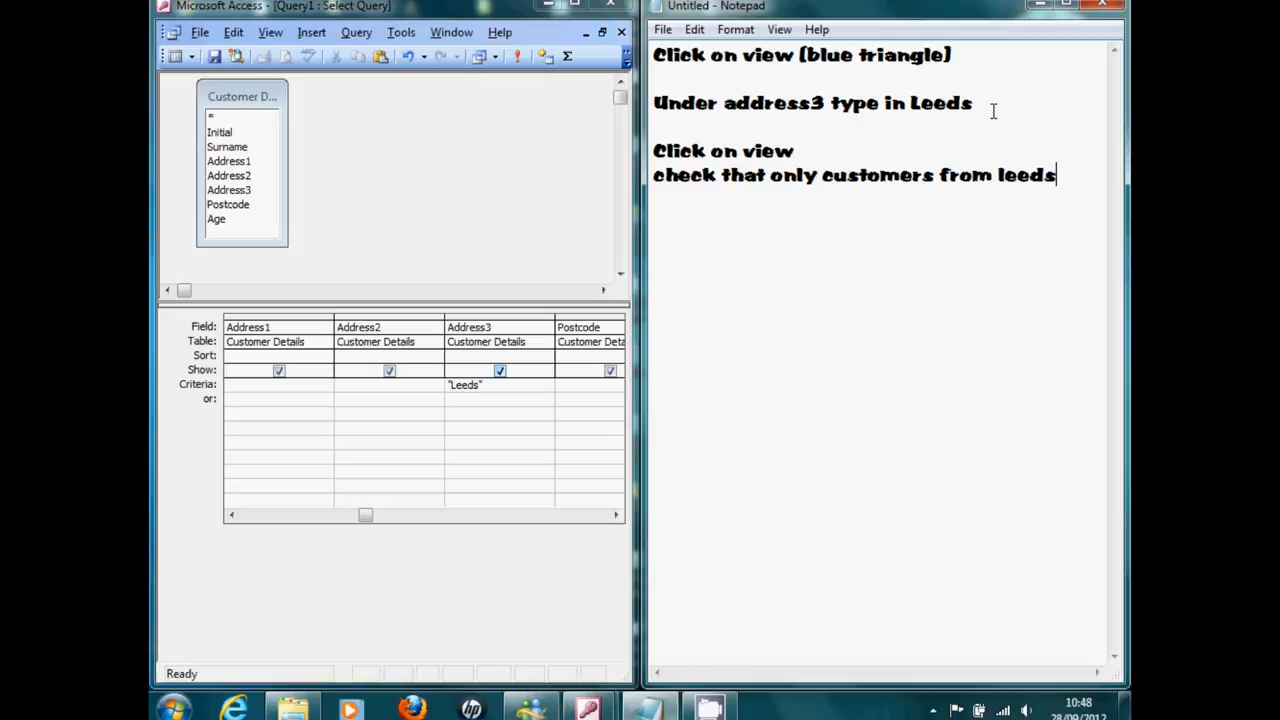 Microsoft Access - [Query1 : Select Query]
File Edit View Insert Query Tools Window Help
Customer D...
*
Initial
Surname
Address1
Address2
Address3
Postcode
Age
Field: Address1 Address2 Address3 Postcode
Table: Customer Details Customer Details Customer Details Customer Deta
Sort:
Show:
Criteria: "Leeds"
or:
Ready
Untitled - Notepad
File Edit Format View Help
Click on view (blue triangle)
Under address3 type in Leeds
Click on view
check that only customers from leeds
10:48
28/09/2012